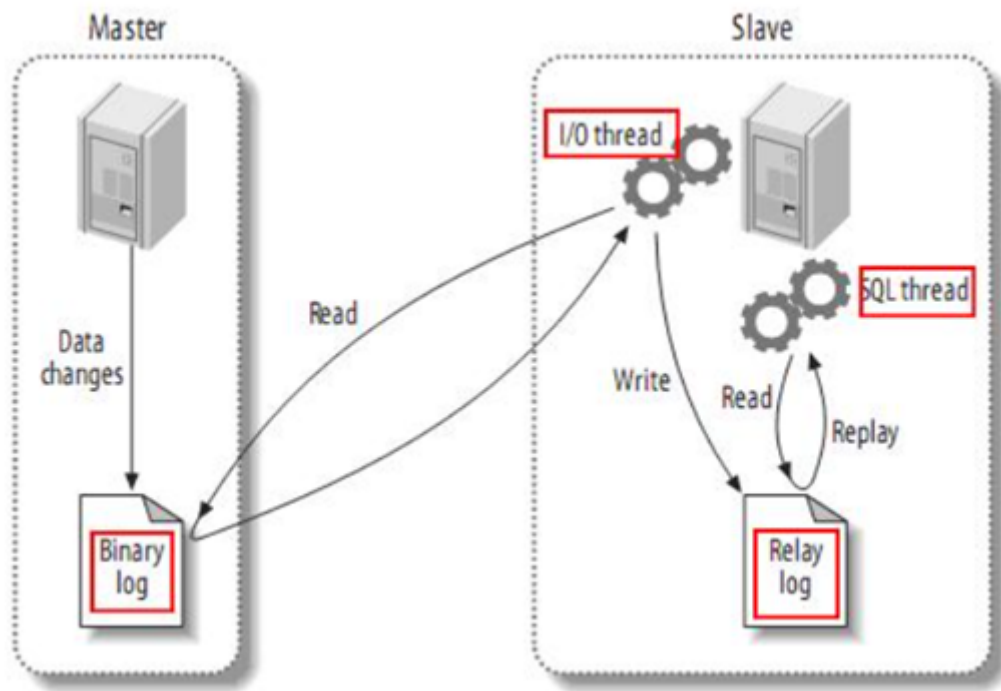 Master
Slave
I/O thread
SQL thread
Read
Data
changes
Write
Read
Replay
Binary
log
Relay
log